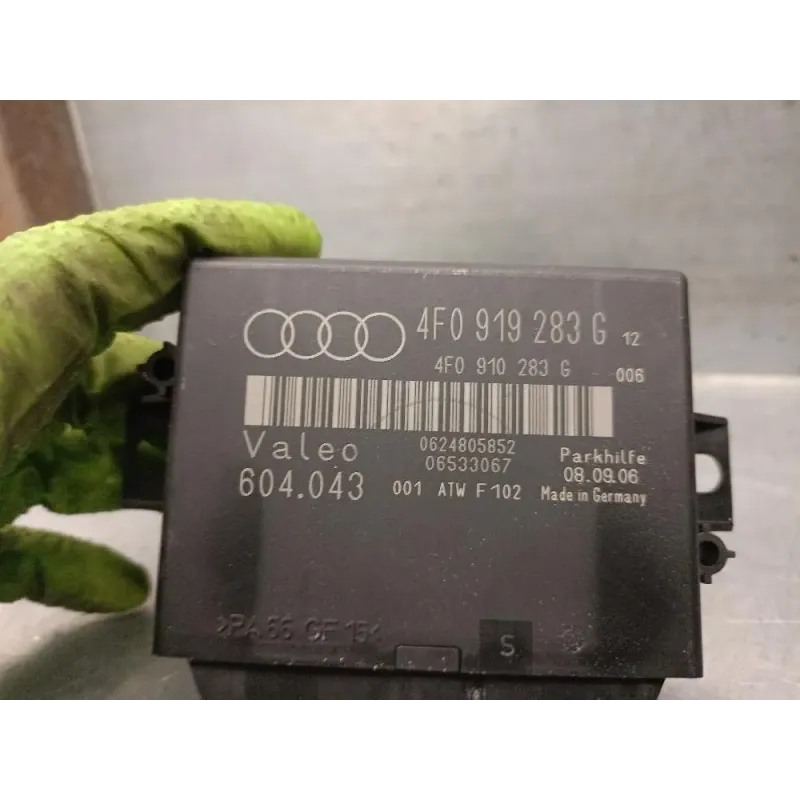 4F0 919 283 G 12
4F0 910 283 G 006
Valeo 0624805852 Parkhilfe
06533067 08.09.06
604.043 001 ATW F102 Made in Germany
>PA 66 GF 15<
S